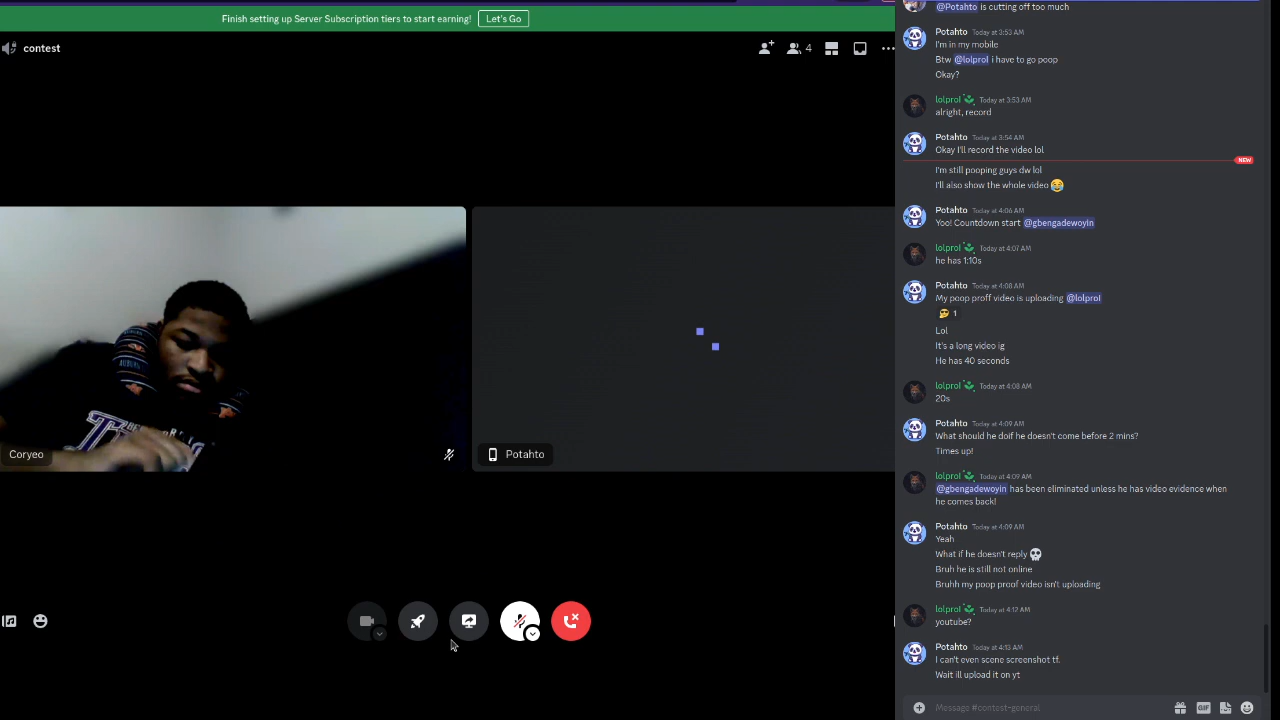 Finish setting up Server Subscription tiers to start earning! Let's Go
contest
4
AUBURN
Coryeo
Potahto
@Potahto is cutting off too much
Potahto Today at 3:53 AM
I'm in my mobile
Btw @lolprol i have to go poop
Okay?
lolprol Today at 3:53 AM
alright, record
Potahto Today at 3:54 AM
Okay I'll record the video lol
NEW
I'm still pooping guys dw lol
I'll also show the whole video 😂
Potahto Today at 4:06 AM
Yoo! Countdown start @gbengadewoyin
lolprol Today at 4:07 AM
he has 1:10s
Potahto Today at 4:08 AM
My poop proff video is uploading @lolprol
1
Lol
It's a long video ig
He has 40 seconds
lolprol Today at 4:08 AM
20s
Potahto Today at 4:09 AM
What should he doif he doesn't come before 2 mins?
Times up!
lolprol Today at 4:09 AM
@gbengadewoyin has been eliminated unless he has video evidence when
he comes back!
Potahto Today at 4:09 AM
Yeah
What if he doesn't reply 💀
Bruh he is still not online
Bruhh my poop proof video isn't uploading
lolprol Today at 4:12 AM
youtube?
Potahto Today at 4:13 AM
I can't even scene screenshot tf.
Wait ill upload it on yt
Message #contest-general
GIF